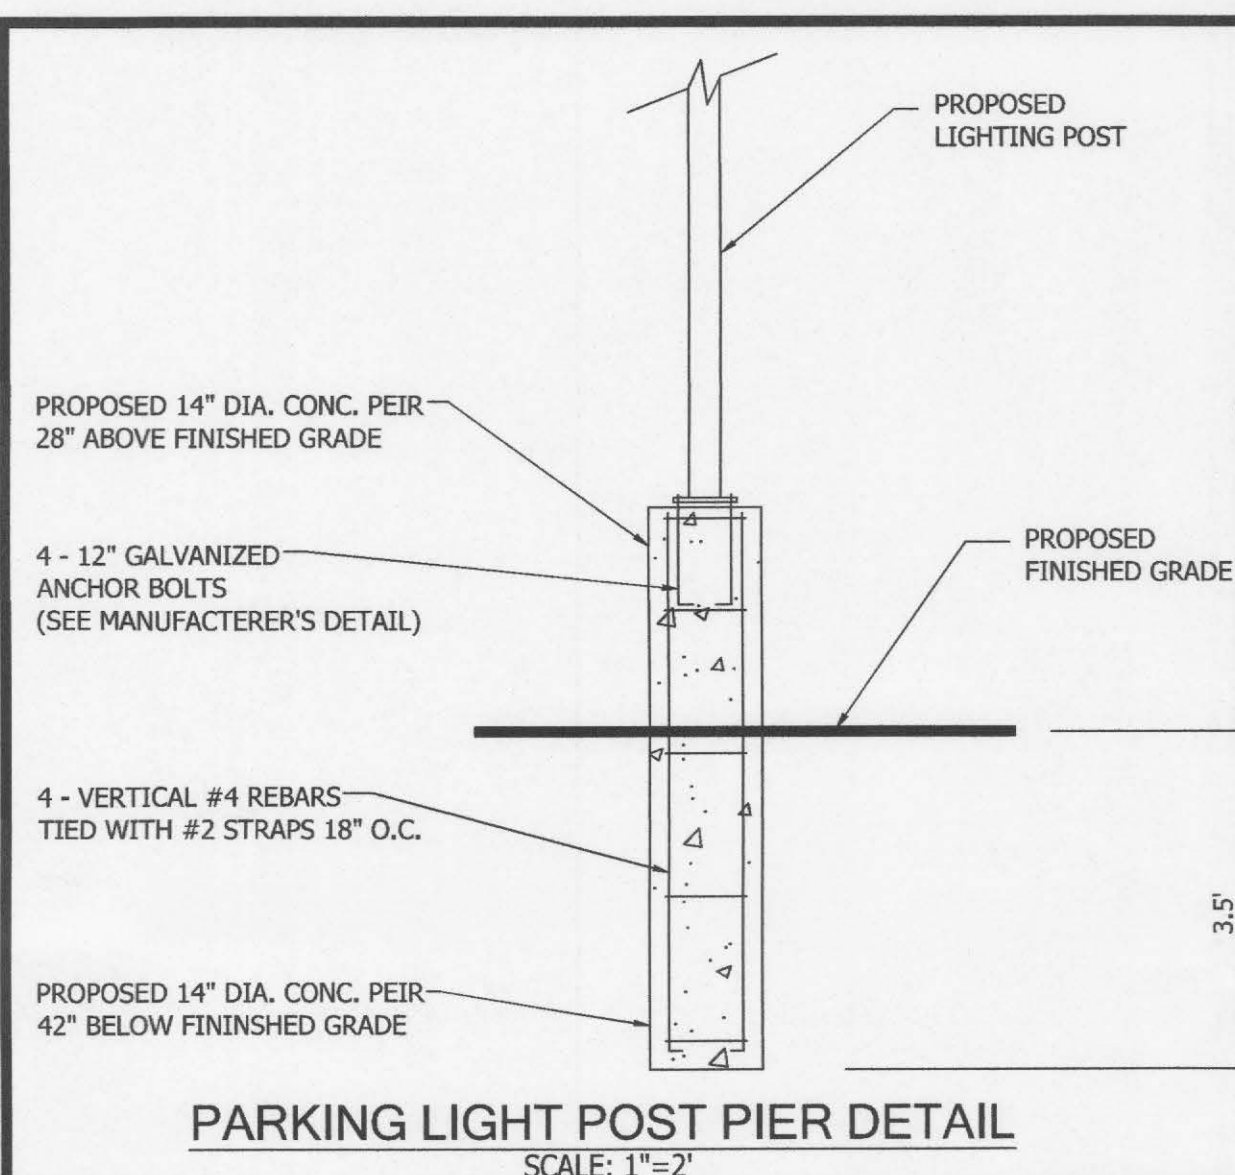 PROPOSED
LIGHTING POST
PROPOSED 14" DIA. CONC. PEIR
28" ABOVE FINISHED GRADE
4 - 12" GALVANIZED
ANCHOR BOLTS
(SEE MANUFACTERER'S DETAIL)
PROPOSED
FINISHED GRADE
4 - VERTICAL #4 REBARS
TIED WITH #2 STRAPS 18" O.C.
3.5'
PROPOSED 14" DIA. CONC. PEIR
42" BELOW FININSHED GRADE
PARKING LIGHT POST PIER DETAIL
SCALE: 1"=2'